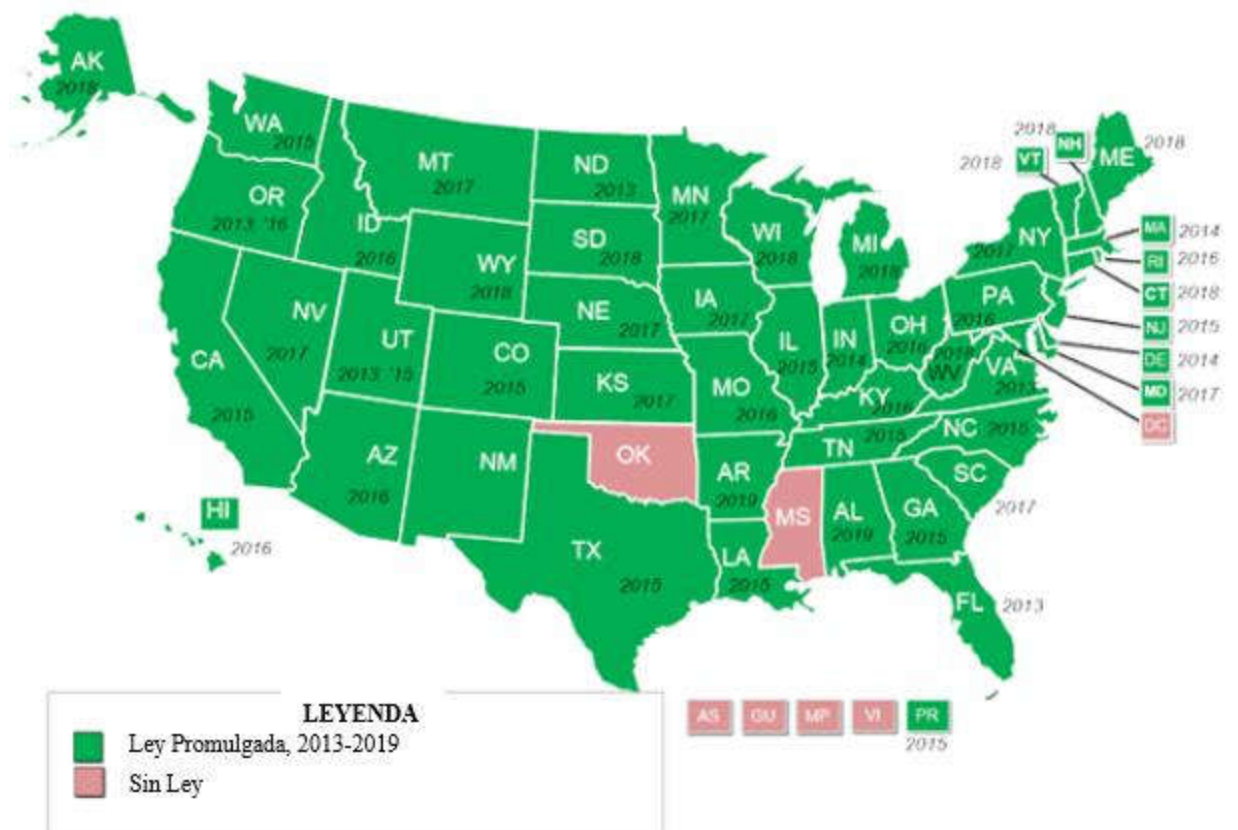 AK
2018
WA
2015
MT
2017
ND
2013
MN
2017
OR
2013, '16
ID
2016
SD
2018
WI
2018
MI
2018
2018
NH
2018
VT
ME
2018
NY
2017
MA 2014
RI 2016
CT 2018
NJ 2015
DE 2014
MD 2017
DC
WY
2018
NE
2017
IA
2017
PA
2016
NV
2017
UT
2013, '15
CO
2015
CA
2015
KS
2017
MO
2016
IL
2015
IN
2014
OH
2016
2018
WV
VA
2013
KY
2016
NC 2015
TN
2015
AZ
2016
NM
OK
AR
2019
SC
2017
MS
AL
2019
GA
2015
HI
2016
TX
2015
LA
2015
FL 2013
AS GU MP VI PR
2015
LEYENDA
Ley Promulgada, 2013-2019
Sin Ley